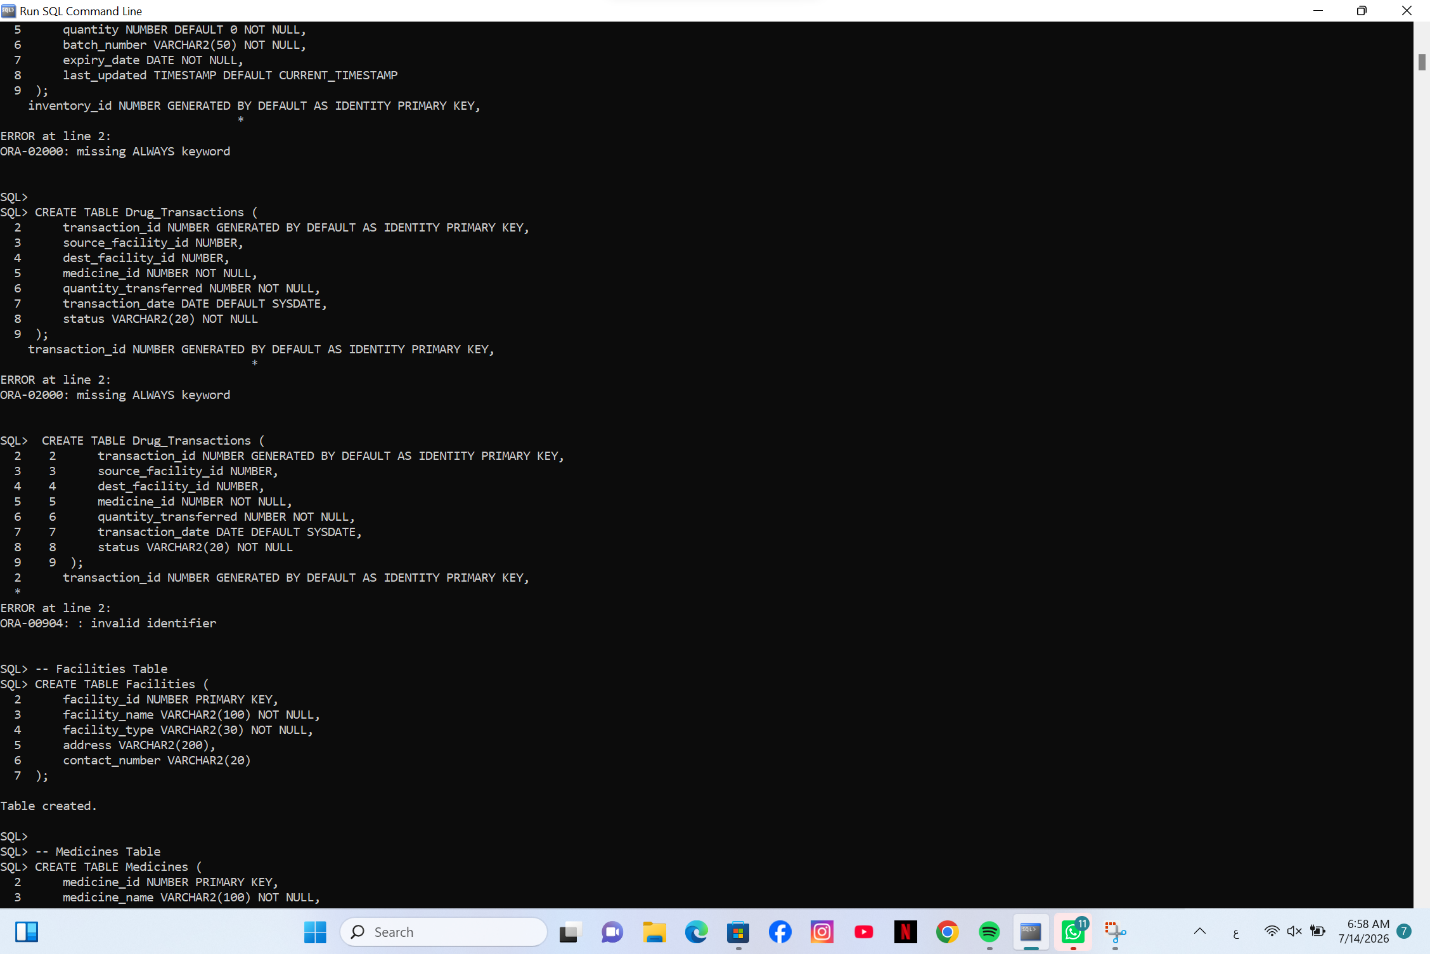 Run SQL Command Line
  5      quantity NUMBER DEFAULT 0 NOT NULL,
  6      batch_number VARCHAR2(50) NOT NULL,
  7      expiry_date DATE NOT NULL,
  8      last_updated TIMESTAMP DEFAULT CURRENT_TIMESTAMP
  9  );
    inventory_id NUMBER GENERATED BY DEFAULT AS IDENTITY PRIMARY KEY,
                                  *
ERROR at line 2:
ORA-02000: missing ALWAYS keyword
SQL>
SQL> CREATE TABLE Drug_Transactions (
  2      transaction_id NUMBER GENERATED BY DEFAULT AS IDENTITY PRIMARY KEY,
  3      source_facility_id NUMBER,
  4      dest_facility_id NUMBER,
  5      medicine_id NUMBER NOT NULL,
  6      quantity_transferred NUMBER NOT NULL,
  7      transaction_date DATE DEFAULT SYSDATE,
  8      status VARCHAR2(20) NOT NULL
  9  );
    transaction_id NUMBER GENERATED BY DEFAULT AS IDENTITY PRIMARY KEY,
                                    *
ERROR at line 2:
ORA-02000: missing ALWAYS keyword
SQL>  CREATE TABLE Drug_Transactions (
  2    2      transaction_id NUMBER GENERATED BY DEFAULT AS IDENTITY PRIMARY KEY,
  3    3      source_facility_id NUMBER,
  4    4      dest_facility_id NUMBER,
  5    5      medicine_id NUMBER NOT NULL,
  6    6      quantity_transferred NUMBER NOT NULL,
  7    7      transaction_date DATE DEFAULT SYSDATE,
  8    8      status VARCHAR2(20) NOT NULL
  9    9  );
  2      transaction_id NUMBER GENERATED BY DEFAULT AS IDENTITY PRIMARY KEY,
  *
ERROR at line 2:
ORA-00904: : invalid identifier
SQL> -- Facilities Table
SQL> CREATE TABLE Facilities (
  2      facility_id NUMBER PRIMARY KEY,
  3      facility_name VARCHAR2(100) NOT NULL,
  4      facility_type VARCHAR2(30) NOT NULL,
  5      address VARCHAR2(200),
  6      contact_number VARCHAR2(20)
  7  );
Table created.
SQL>
SQL> -- Medicines Table
SQL> CREATE TABLE Medicines (
  2      medicine_id NUMBER PRIMARY KEY,
  3      medicine_name VARCHAR2(100) NOT NULL,
Search
11
ع
6:58 AM
7/14/2026
7